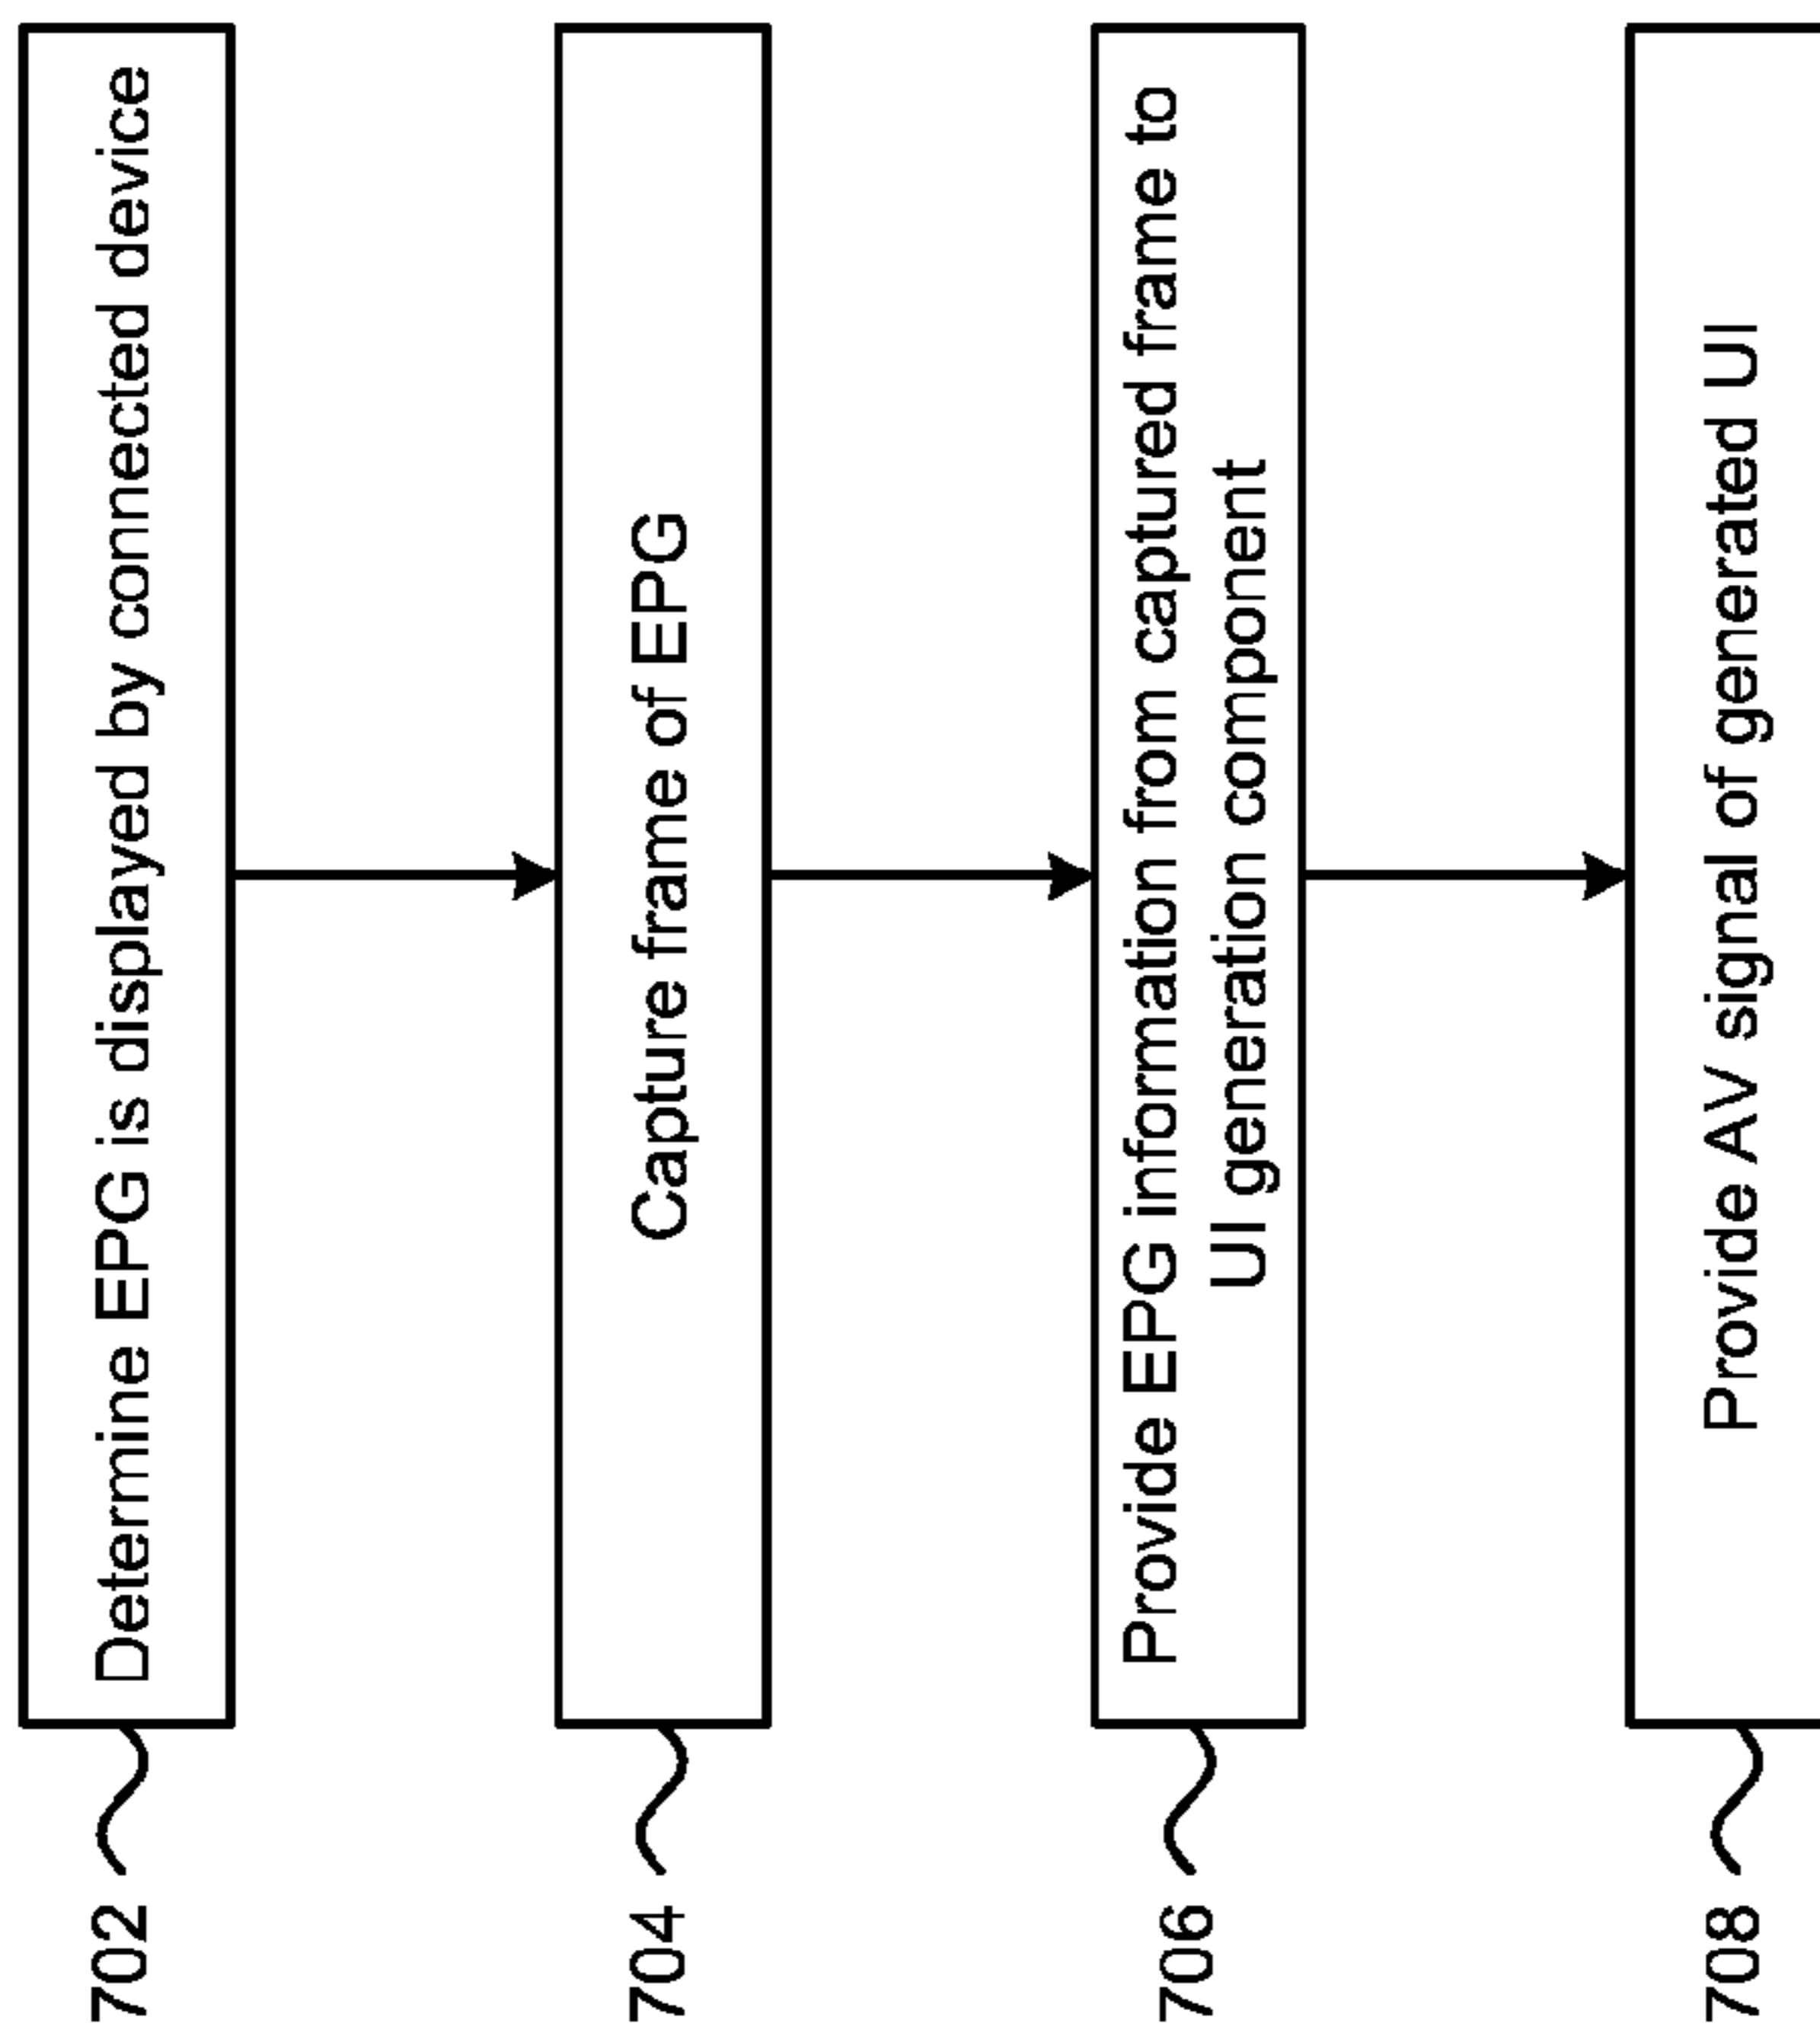 702
Determine EPG is displayed by connected device
704
Capture frame of EPG
706
Provide EPG information from captured frame to
UI generation component
708
Provide AV signal of generated UI